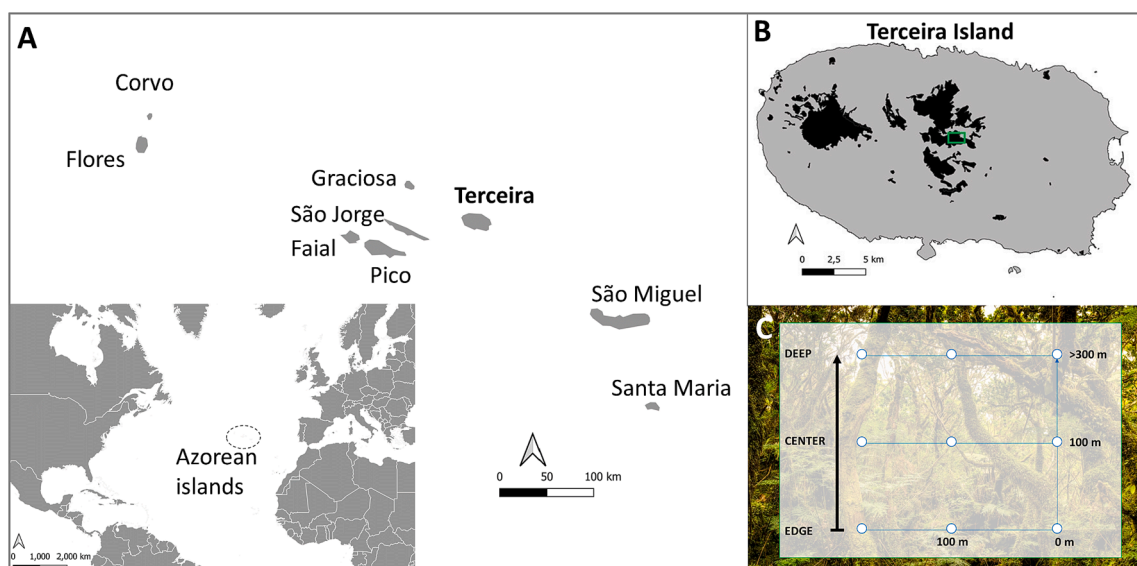 A
Corvo
Flores
Graciosa
São Jorge
Faial
Pico
Terceira
São Miguel
Santa Maria
0 50 100 km
Azorean
islands
0 1,000 2,000 km
B
Terceira Island
0 2,5 5 km
C
DEEP >300 m
CENTER 100 m
EDGE
100 m 0 m